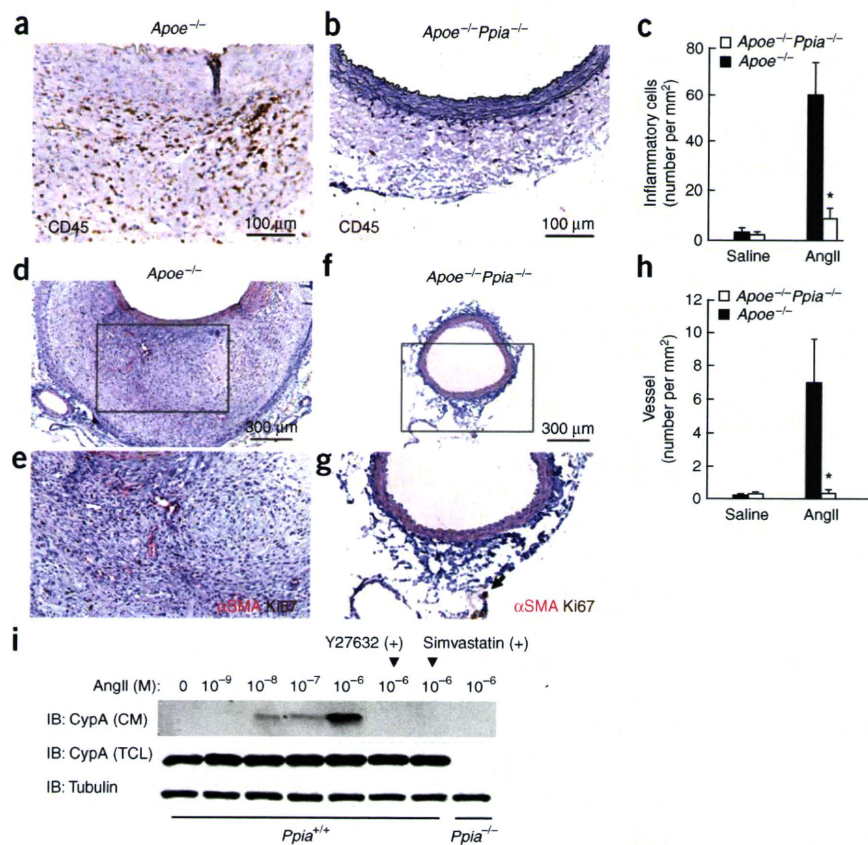 a
Apoe−/−
CD45
100 μm
b
Apoe−/−Ppia−/−
CD45
100 μm
c
Apoe−/−Ppia−/−
Apoe−/−
Inflammatory cells
(number per mm2)
80
60
40
20
0
*
Saline
AngII
d
Apoe−/−
300 μm
f
Apoe−/−Ppia−/−
300 μm
h
Apoe−/−Ppia−/−
Apoe−/−
Vessel
(number per mm2)
12
10
8
6
4
2
0
*
Saline
AngII
e
αSMA Ki67
g
αSMA Ki67
i
Y27632 (+) Simvastatin (+)
AngII (M): 0 10−9 10−8 10−7 10−6 10−6 10−6 10−6
IB: CypA (CM)
IB: CypA (TCL)
IB: Tubulin
Ppia+/+ Ppia−/−